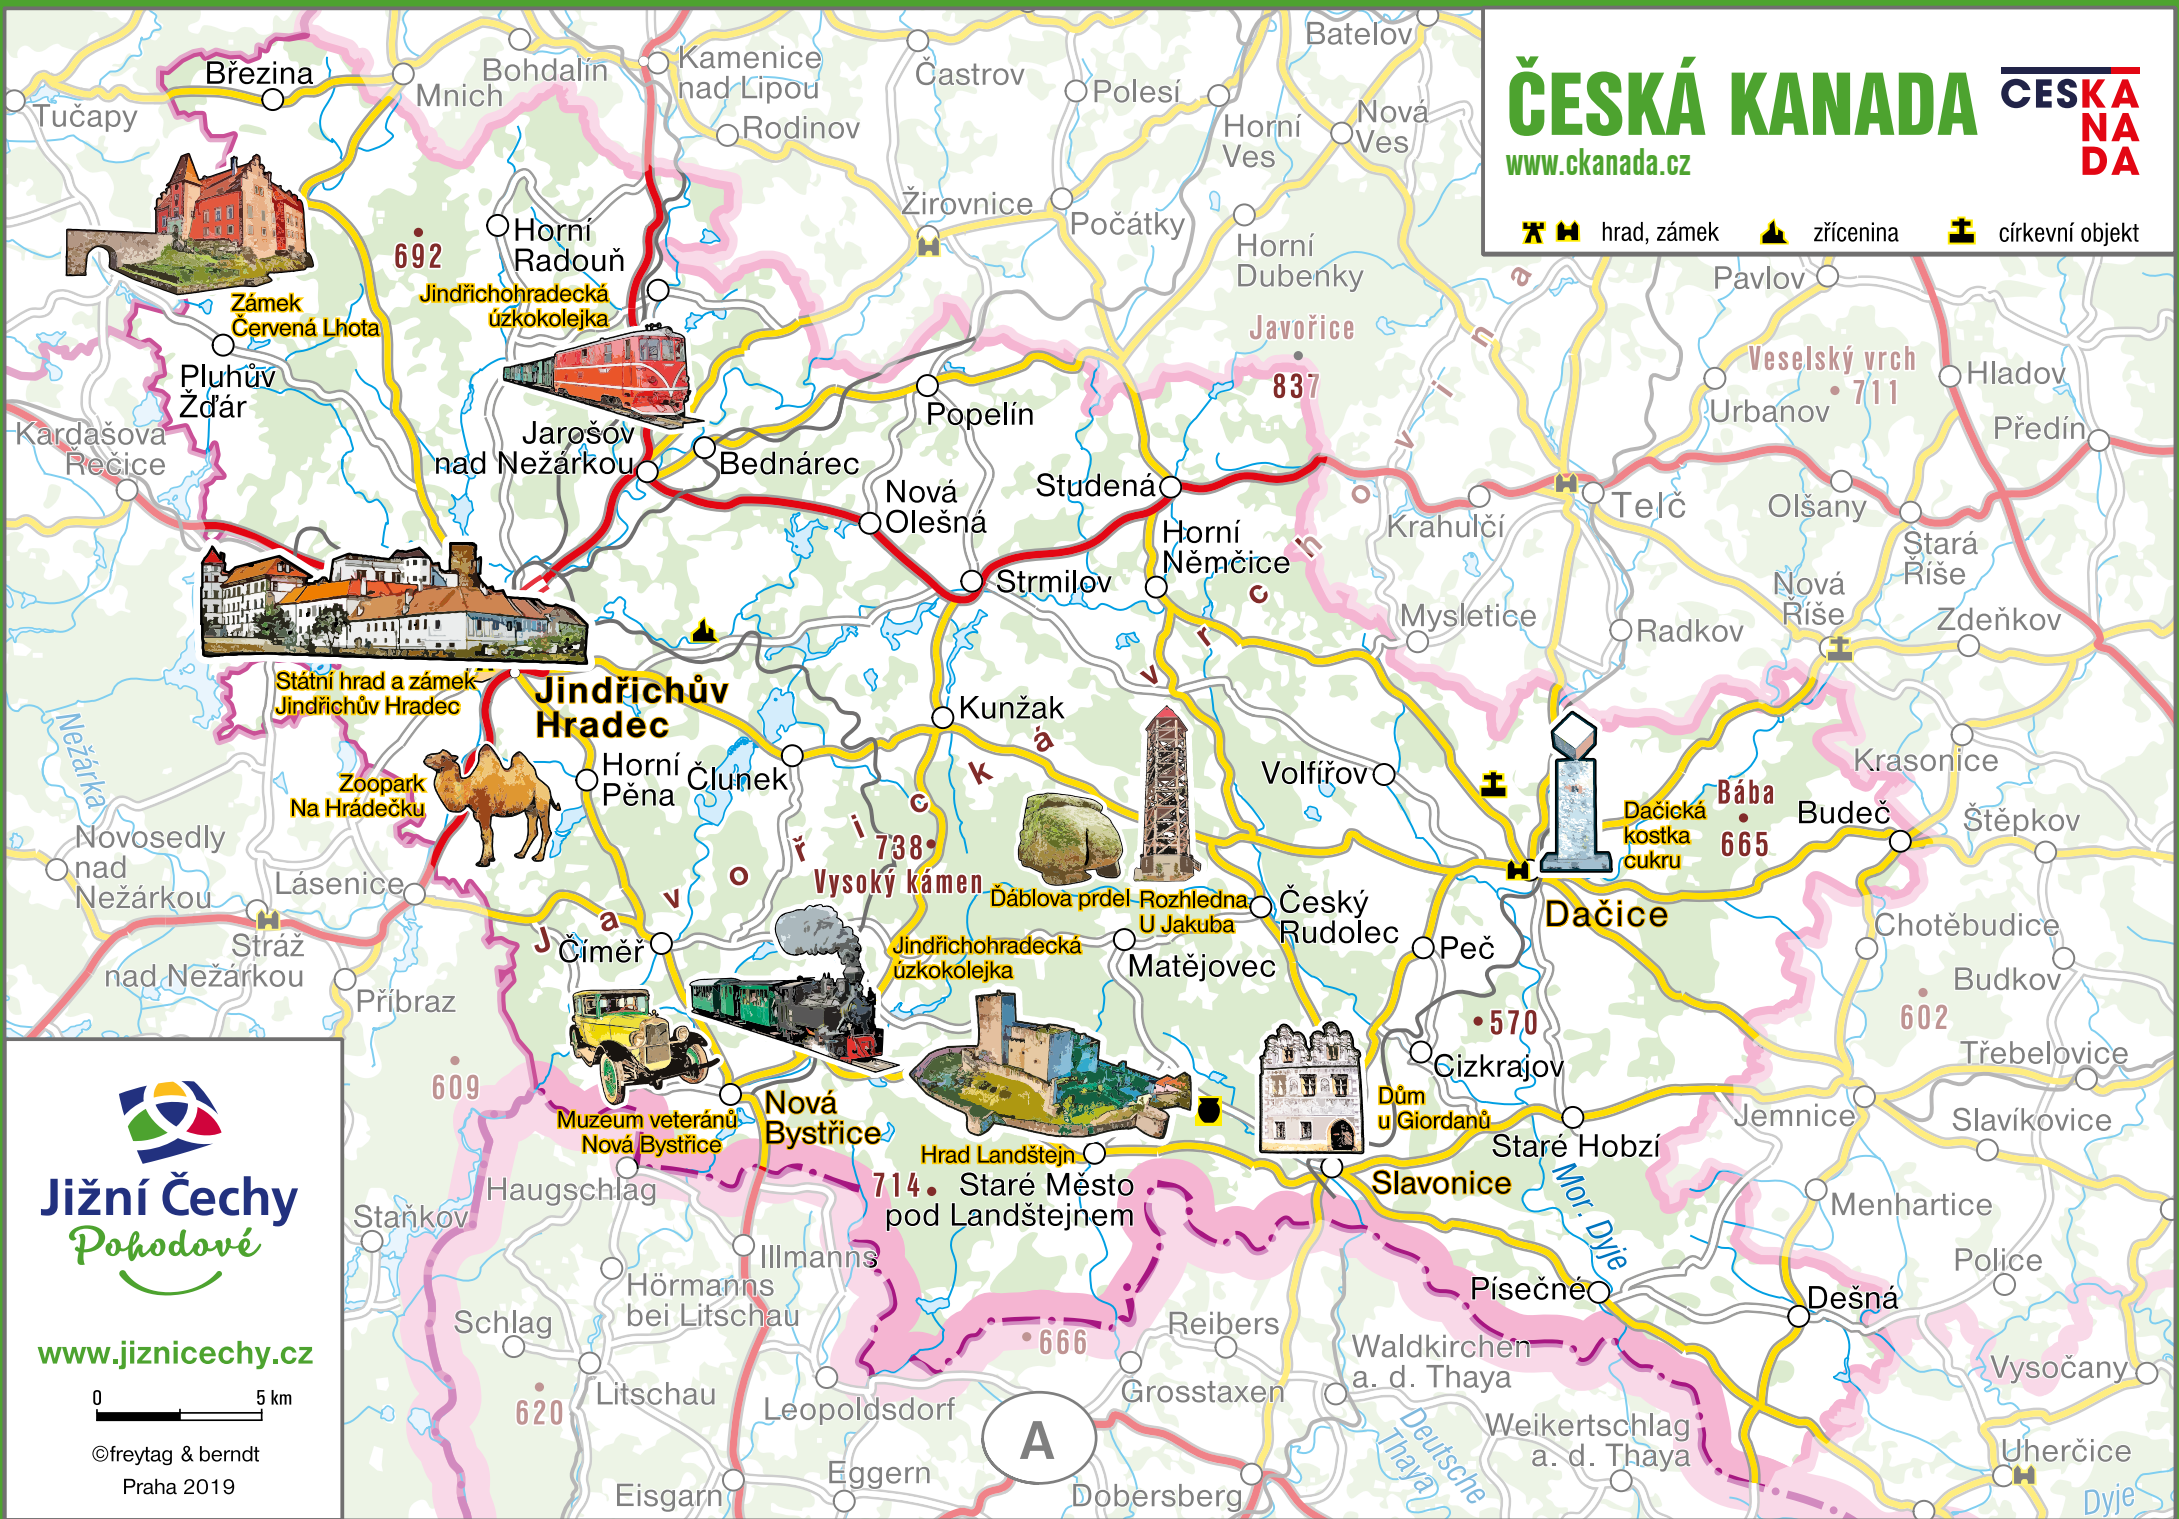 ČESKÁ KANADA
www.ckanada.cz
ČESKA
NA
DA
hrad, zámek
zřícenina
církevní objekt
Batelov
Březina
Mnich
Bohdalín
Kamenice
nad Lipou
Častrov
Polesí
Tučapy
Rodinov
Horní
Ves
Nová
Ves
Žirovnice
Počátky
Horní
Dubenky
Pavlov
692
Horní
Radouň
Jindřichohradecká
úzkokolejka
Zámek
Červená Lhota
Pluhův
Žďár
Javořice
837
Veselský vrch
711
Hladov
Urbanov
Předín
Kardašova
Řečice
Jarošov
nad Nežárkou
Bednárec
Popelín
Nová
Olešná
Studená
Krahulčí
Telč
Olšany
Stará
Říše
Horní
Němčice
Strmilov
Mysletice
Radkov
Nová
Říše
Zdeňkov
Státní hrad a zámek
Jindřichův Hradec
Jindřichův
Hradec
Kunžak
Nežárka
Krasonice
Zoopark
Na Hrádečku
Horní
Pěna
Člunek
Volfířov
Dačická
kostka
cukru
Bába
665
Budeč
Štěpkov
Novosedly
nad
Nežárkou
Lásenice
738
Vysoký kámen
Javořická vrchovina
Ďáblova prdel
Rozhledna
U Jakuba
Český
Rudolec
Dačice
Chotěbudice
Stráž
nad Nežárkou
Číměř
Jindřichohradecká
úzkokolejka
Matějovec
Peč
Budkov
Příbraz
570
602
Cizkrajov
Třebelovice
609
Muzeum veteránů
Nová Bystřice
Nová
Bystřice
Hrad Landštejn
Dům
u Giordanů
Staré Hobzí
Jemnice
Slavíkovice
Haugschlag
714
Staré Město
pod Landštejnem
Slavonice
Mor. Dyje
Menhartice
Staňkov
Illmanns
Hörmanns
bei Litschau
Písečné
Dešná
Police
Schlag
666
Reibers
Waldkirchen
a. d. Thaya
Vysočany
Litschau
620
Leopoldsdorf
Grosstaxen
A
Deutsche
Thaya
Weikertschlag
a. d. Thaya
Uherčice
Eisgarn
Eggern
Dobersberg
Dyje
Jižní Čechy
Pohodové
www.jiznicechy.cz
0 5 km
©freytag & berndt
Praha 2019